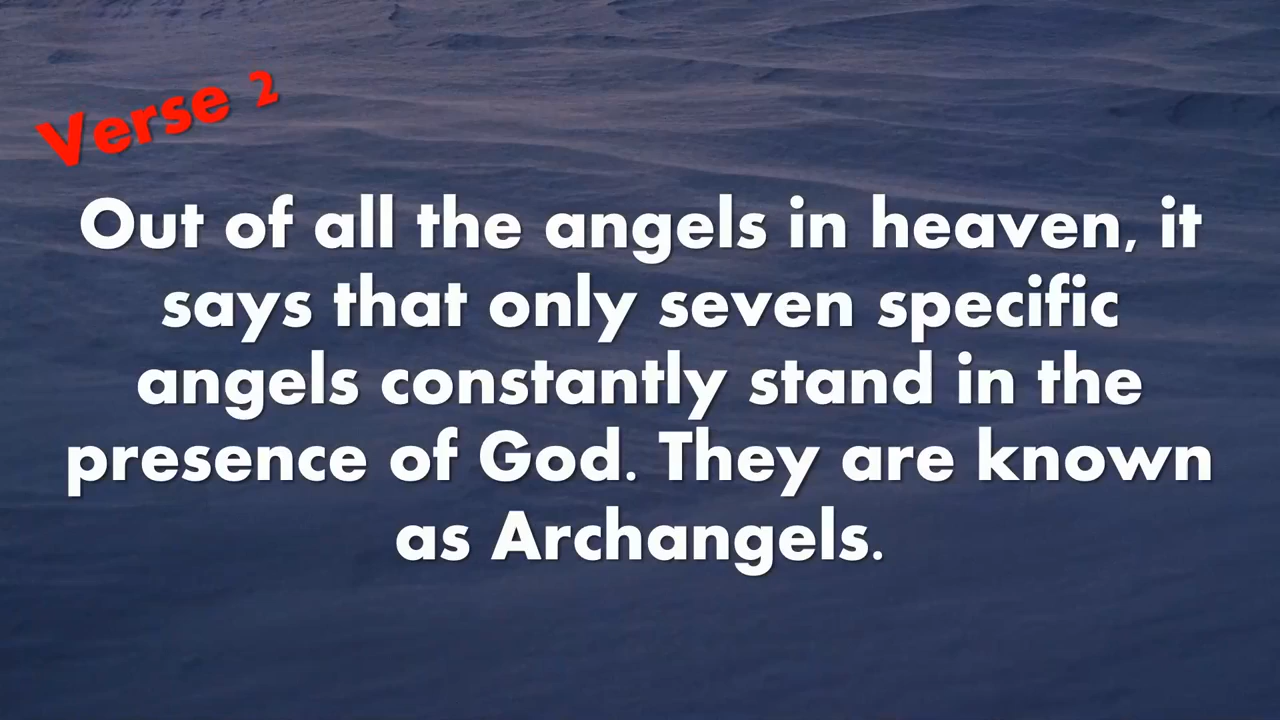 Verse 2
Out of all the angels in heaven, it
says that only seven specific
angels constantly stand in the
presence of God. They are known
as Archangels.